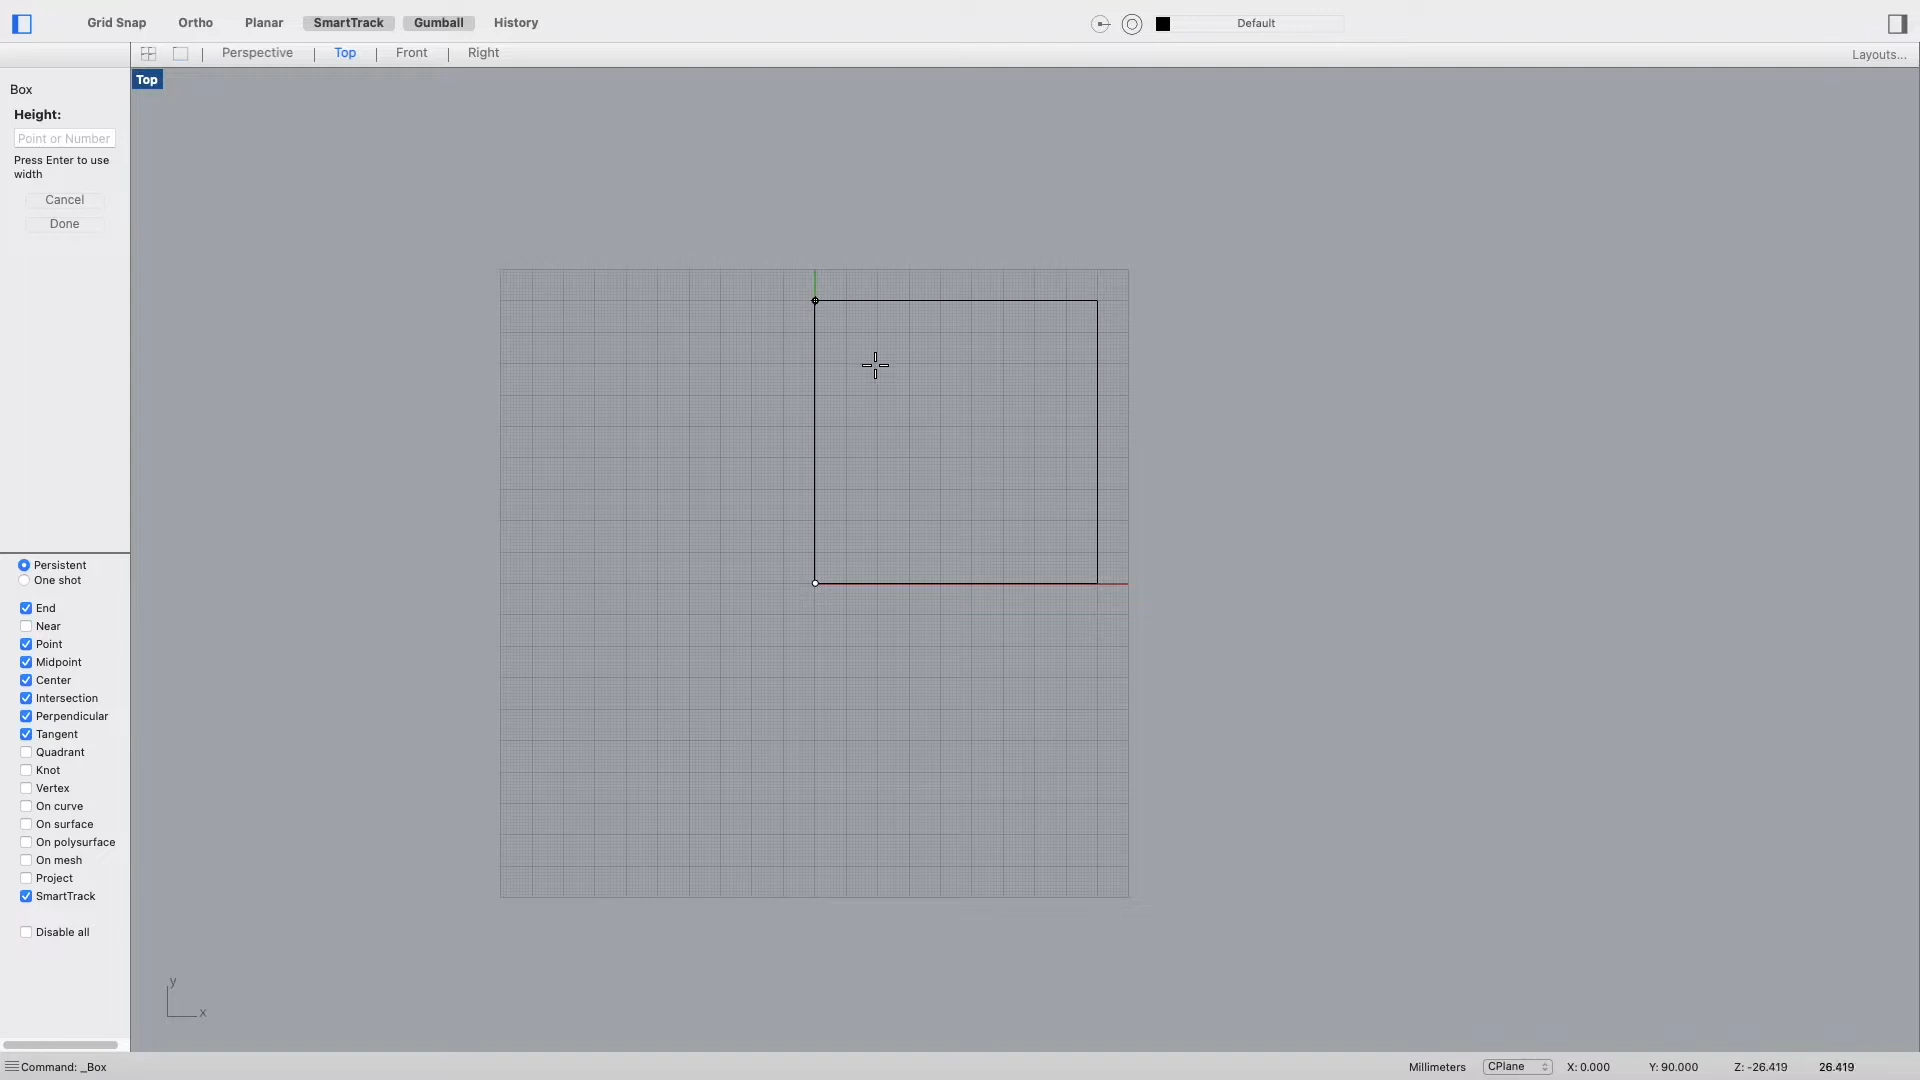 Grid Snap Ortho Planar SmartTrack Gumball History Default
Perspective Top Front Right Layouts...
Top
Box
Height:
Point or Number
Press Enter to use
width
Cancel
Done
Persistent
One shot
End
Near
Point
Midpoint
Center
Intersection
Perpendicular
Tangent
Quadrant
Knot
Vertex
On curve
On surface
On polysurface
On mesh
Project
SmartTrack
Disable all
y
x
Command: _Box Millimeters CPlane X: 0.000 Y: 90.000 Z: -26.419 26.419